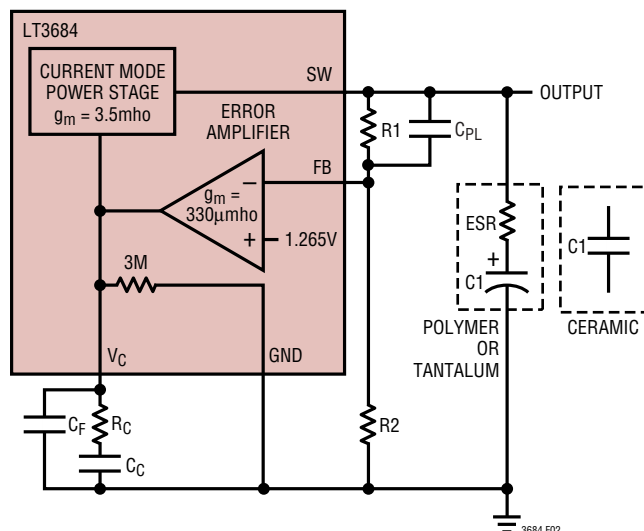 LT3684
CURRENT MODE
POWER STAGE
gm = 3.5mho
SW
OUTPUT
ERROR
AMPLIFIER
R1
CPL
FB
gm =
330µmho
−
+
1.265V
ESR
+
C1
C1
3M
POLYMER
OR
TANTALUM
CERAMIC
VC
GND
CF
RC
CC
R2
3684 F02